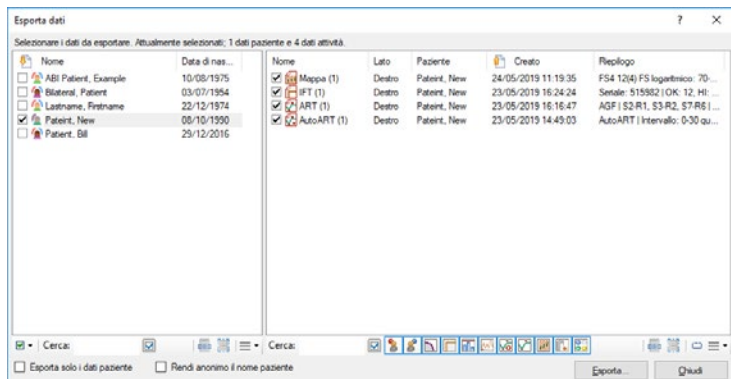 Esporta dati
Selezionare i dati da esportare. Attualmente selezionati; 1 dati paziente e 4 dati attività.
Nome Data di nas...
ABI Patient, Example 10/08/1975
Bilateral, Patient 03/07/1954
Lastname, Firstname 22/12/1974
Pateint, New 08/10/1990
Patient, Bill 29/12/2016
Nome Lato Paziente Creato Riepilogo
Mappa (1) Destro Pateint, New 24/05/2019 11:19:35 FS4 12(4) FS logaritmico: 70-...
IFT (1) Destro Pateint, New 23/05/2019 16:24:24 Seriale: 515982 | OK: 12, HI: 
ART (1) Destro Pateint, New 23/05/2019 16:16:47 AGF | S2-R1, S3-R2, S7-R6 | ...
AutoART (1) Destro Pateint, New 23/05/2019 14:49:03 AutoART | Intervallo: 0-30 qu...
Cerca: Cerca:
Esporta solo i dati paziente Rendi anonimo il nome paziente Esporta... Chiudi